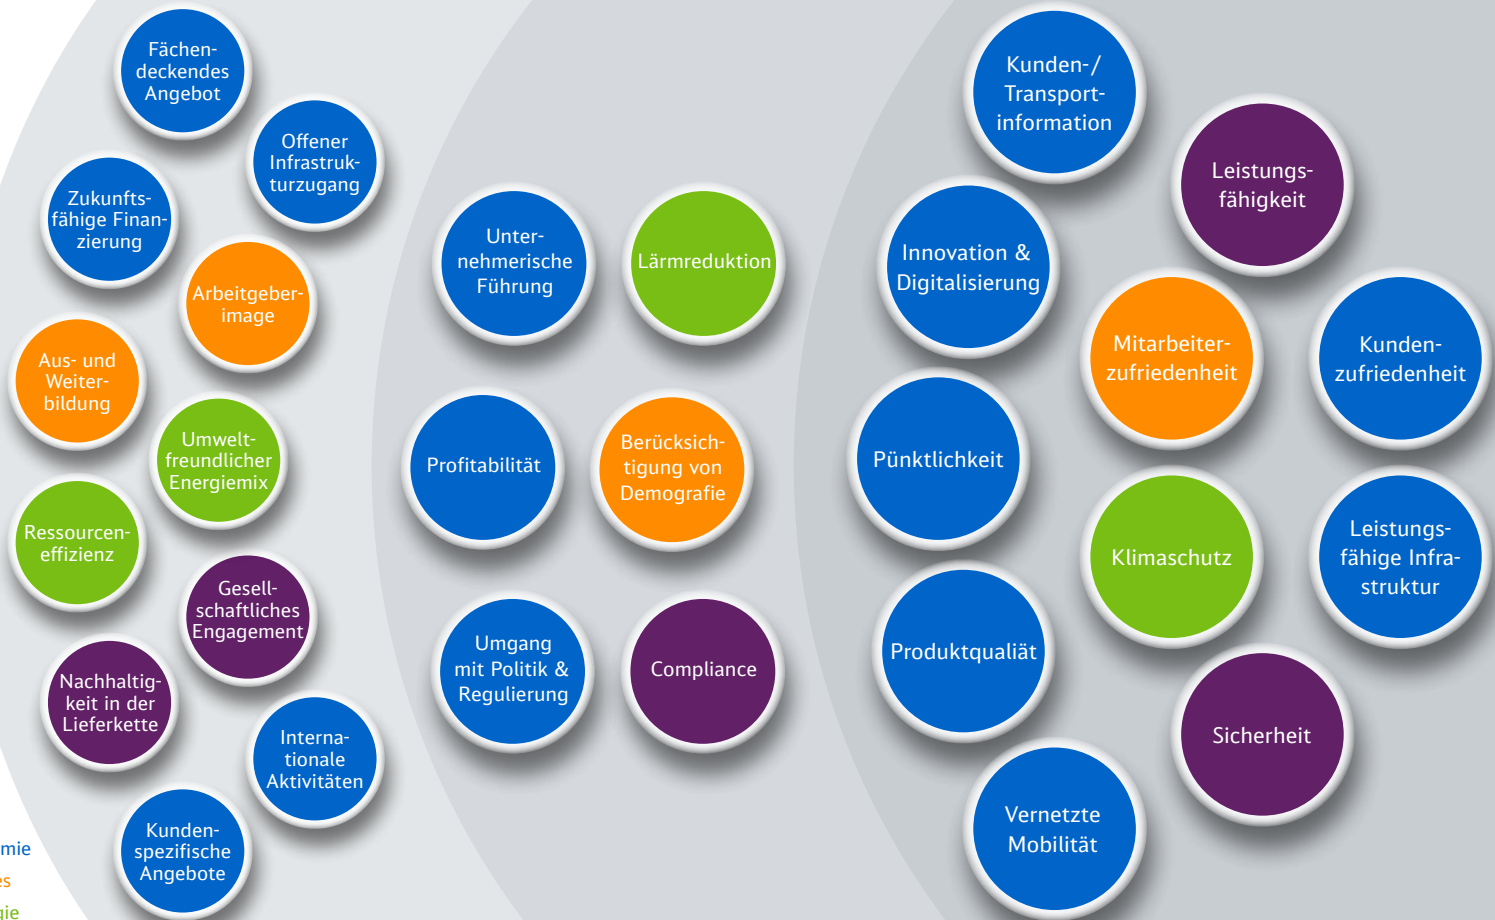 Fächen-
deckendes
Angebot
Offener
Infrastruk-
turzugang
Zukunfts-
fähige Finan-
zierung
Arbeitgeber-
image
Aus- und
Weiter-
bildung
Umwelt-
freundlicher
Energiemix
Ressourcen-
effizienz
Gesell-
schaftliches
Engagement
Nachhaltig-
keit in der
Lieferkette
Interna-
tionale
Aktivitäten
Kunden-
spezifische
Angebote
Unter-
nehmerische
Führung
Lärmreduktion
Profitabilität
Berücksich-
tigung von
Demografie
Umgang
mit Politik &
Regulierung
Compliance
Kunden-/
Transport-
information
Leistungs-
fähigkeit
Innovation &
Digitalisierung
Mitarbeiter-
zufriedenheit
Kunden-
zufriedenheit
Pünktlichkeit
Klimaschutz
Leistungs-
fähige Infra-
struktur
Produktqualiät
Sicherheit
Vernetzte
Mobilität
mie
es
gie